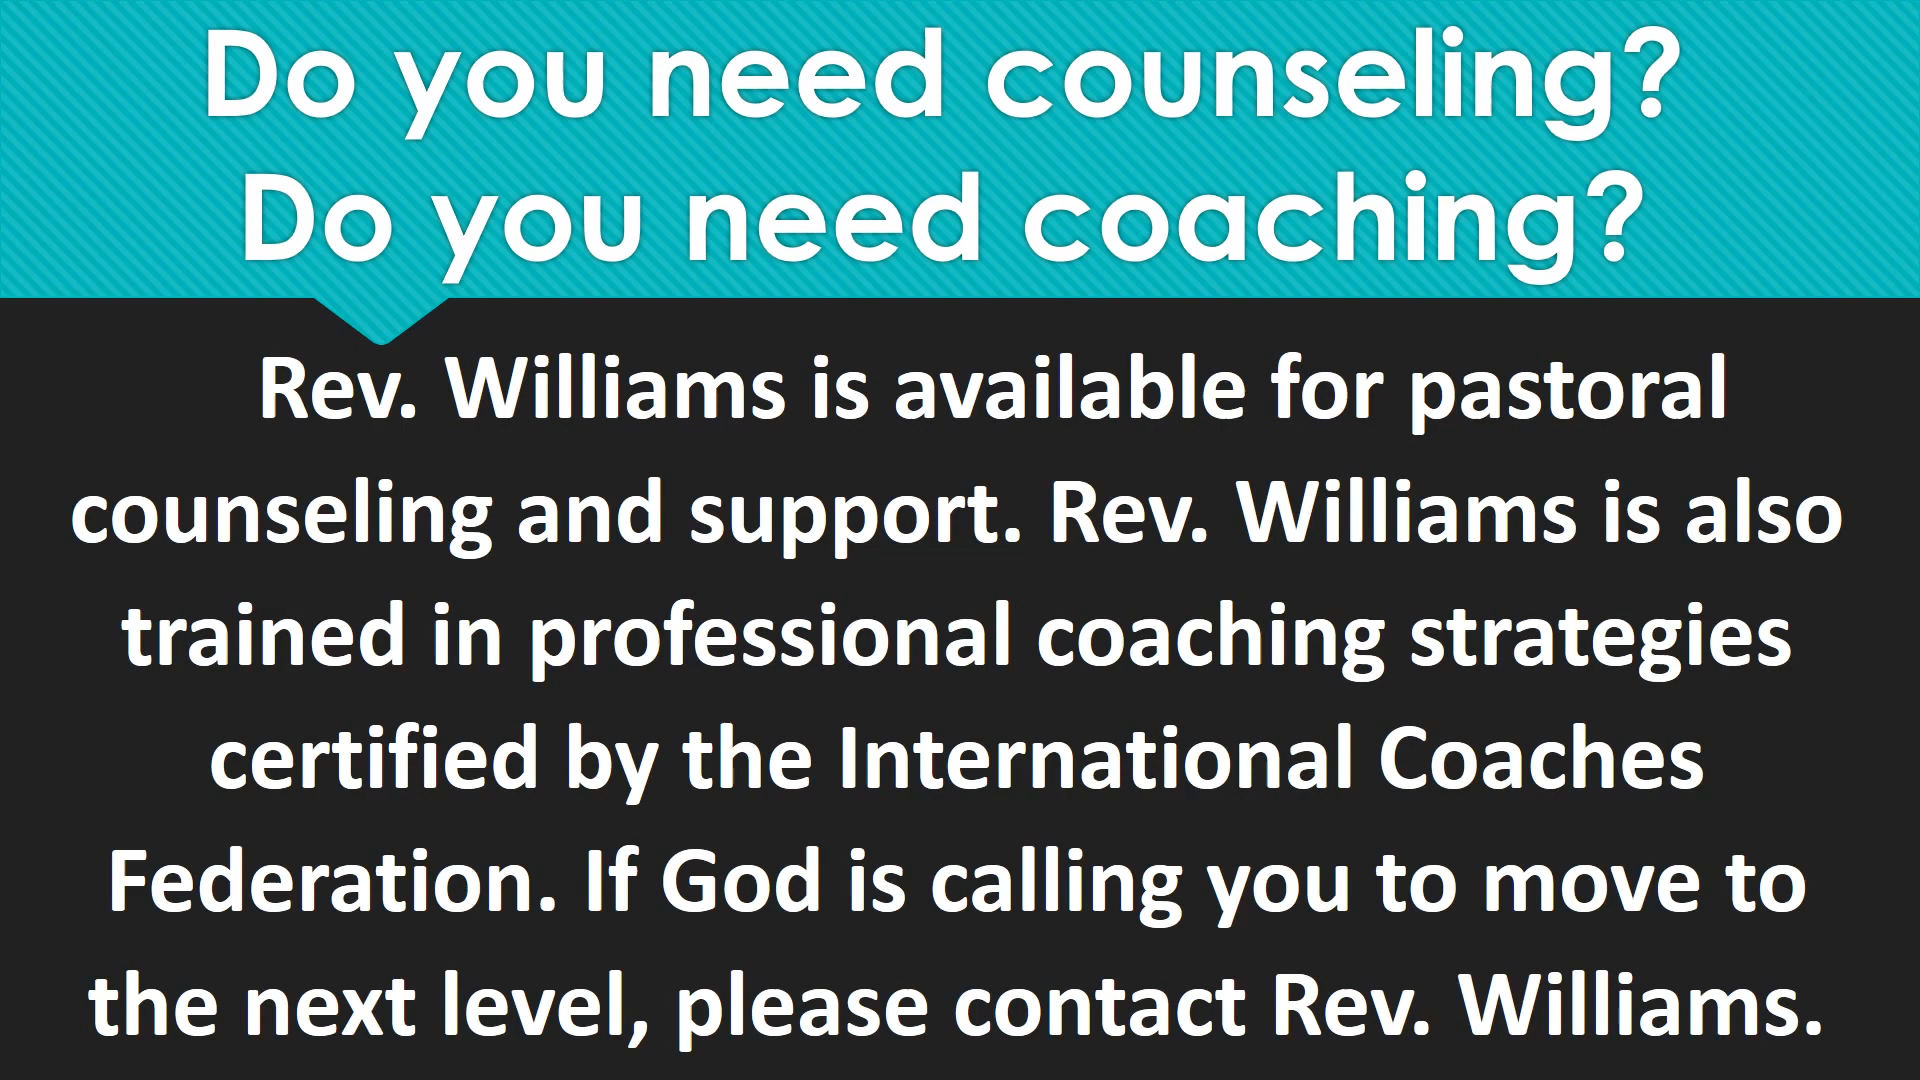 Do you need counseling?
Do you need coaching?
Rev. Williams is available for pastoral
counseling and support. Rev. Williams is also
trained in professional coaching strategies
certified by the International Coaches
Federation. If God is calling you to move to
the next level, please contact Rev. Williams.